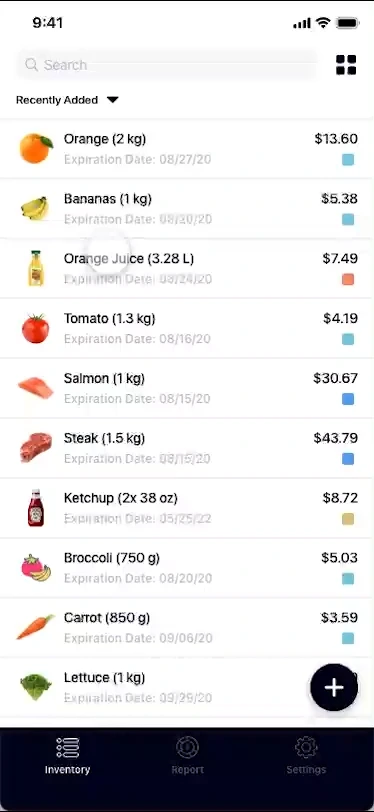 9:41
Search
Recently Added
Orange (2 kg)
$13.60
Expiration Date: 08/27/20
Bananas (1 kg)
$5.38
Expiration Date: 08/20/20
Orange Juice (3.28 L)
$7.49
Expiration Date: 08/24/20
Tomato (1.3 kg)
$4.19
Expiration Date: 08/16/20
Salmon (1 kg)
$30.67
Expiration Date: 08/15/20
Steak (1.5 kg)
$43.79
Expiration Date: 08/15/20
Ketchup (2x 38 oz)
$8.72
Expiration Date: 05/25/22
Broccoli (750 g)
$5.03
Expiration Date: 08/20/20
Carrot (850 g)
$3.59
Expiration Date: 09/06/20
Lettuce (1 kg)
Expiration Date: 09/29/20
Inventory
Report
Settings